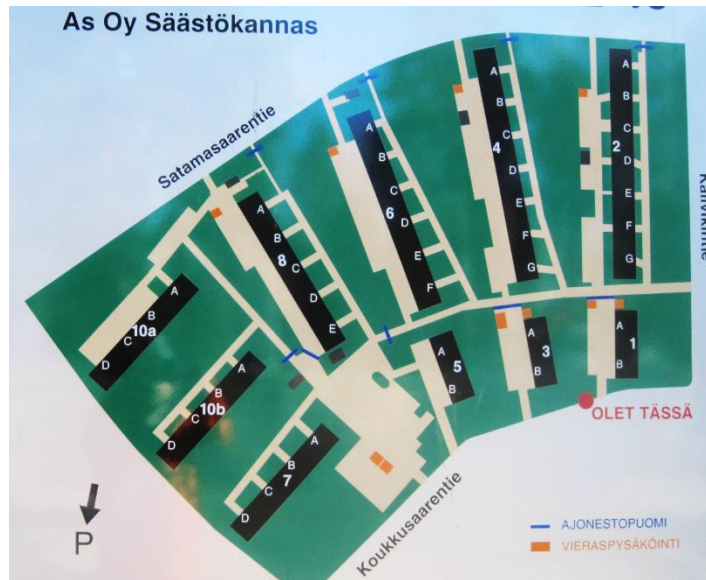 As Oy Säästökannas
Satamasaarentie
A
B
C
D
E
F
G
4
A
B
C
D
E
F
G
2
A
B
C
D
E
F
6
A
B
C
D
E
8
A
B
C
D
10a
A
B
C
D
10b
A
B
C
D
7
A
B
5
A
B
3
A
B
1
OLET TÄSSÄ
Koukkusaarentie
P
AJONESTOPUOMI
VIERASPYSÄKÖINTI